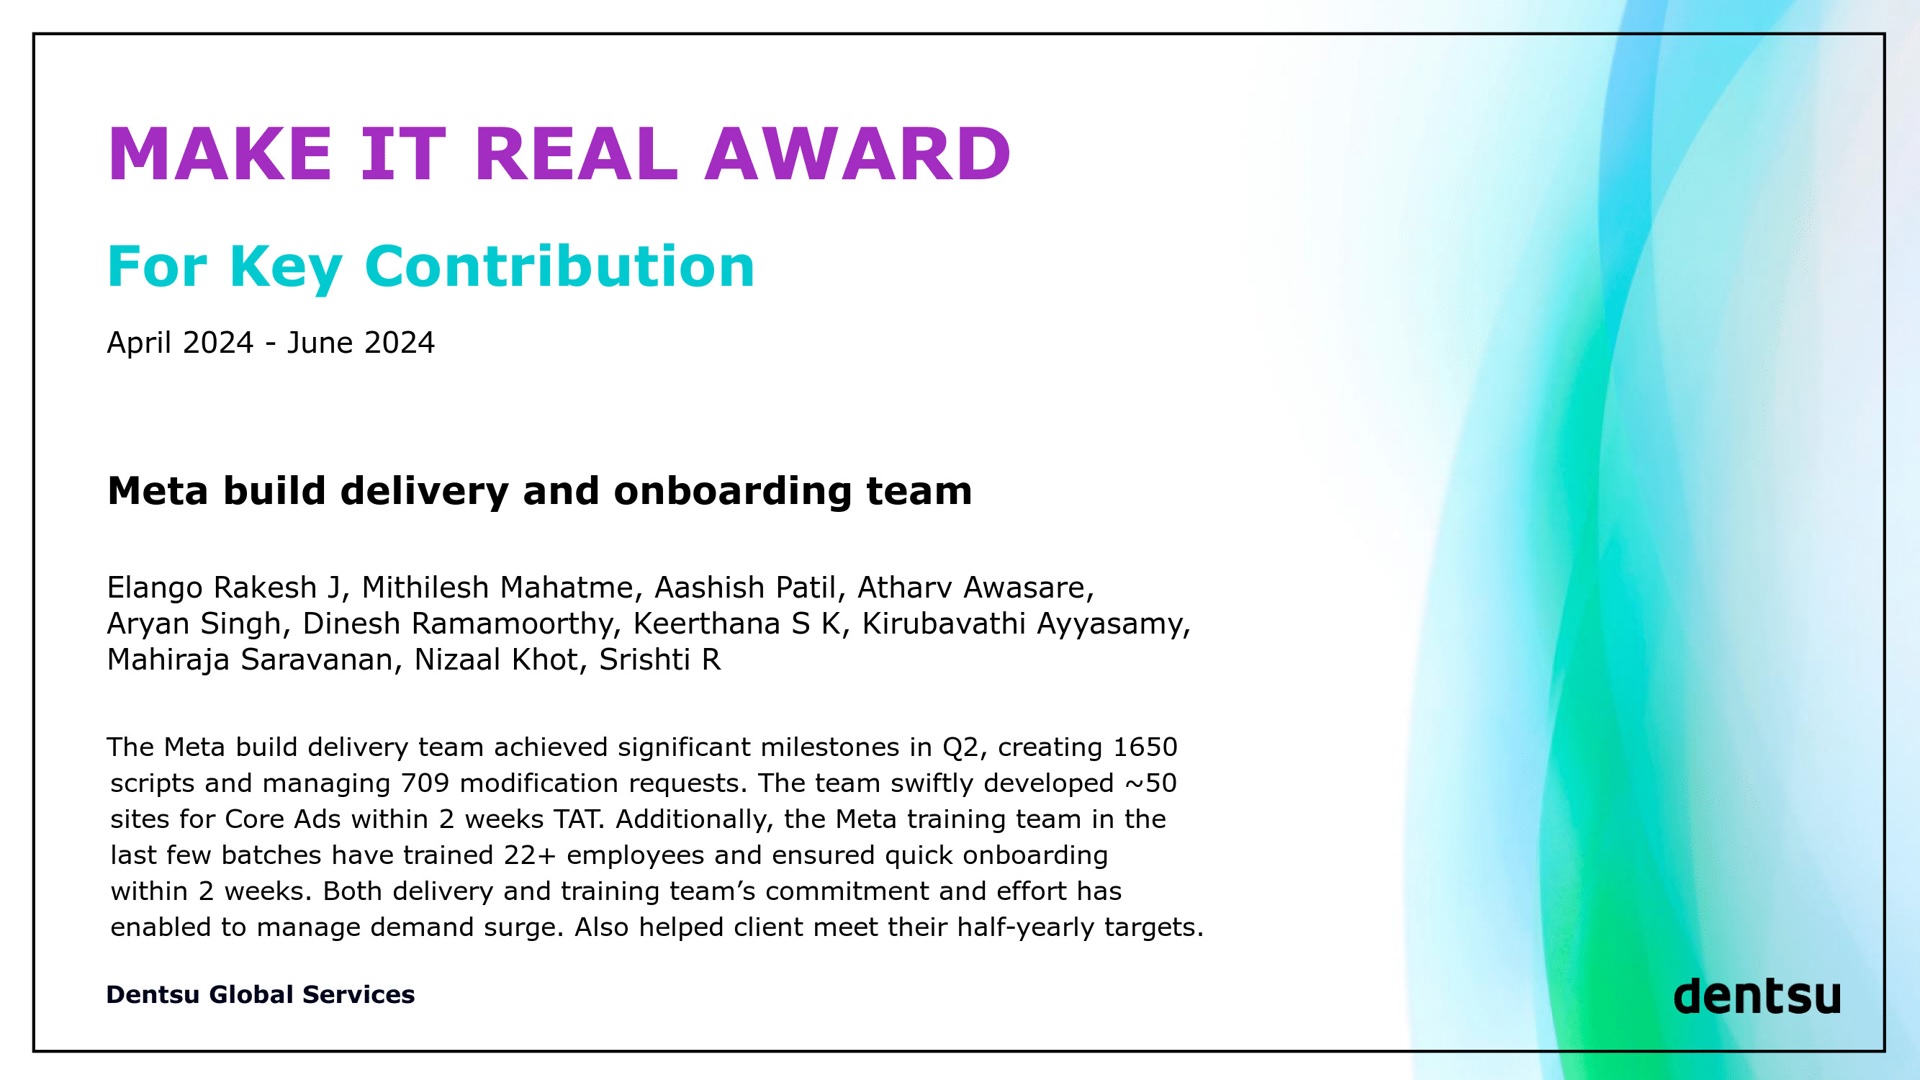 MAKE IT REAL AWARD
For Key Contribution
April 2024 - June 2024
Meta build delivery and onboarding team
Elango Rakesh J, Mithilesh Mahatme, Aashish Patil, Atharv Awasare,
Aryan Singh, Dinesh Ramamoorthy, Keerthana S K, Kirubavathi Ayyasamy,
Mahiraja Saravanan, Nizaal Khot, Srishti R
The Meta build delivery team achieved significant milestones in Q2, creating 1650
scripts and managing 709 modification requests. The team swiftly developed ~50
sites for Core Ads within 2 weeks TAT. Additionally, the Meta training team in the
last few batches have trained 22+ employees and ensured quick onboarding
within 2 weeks. Both delivery and training team’s commitment and effort has
enabled to manage demand surge. Also helped client meet their half-yearly targets.
Dentsu Global Services
dentsu